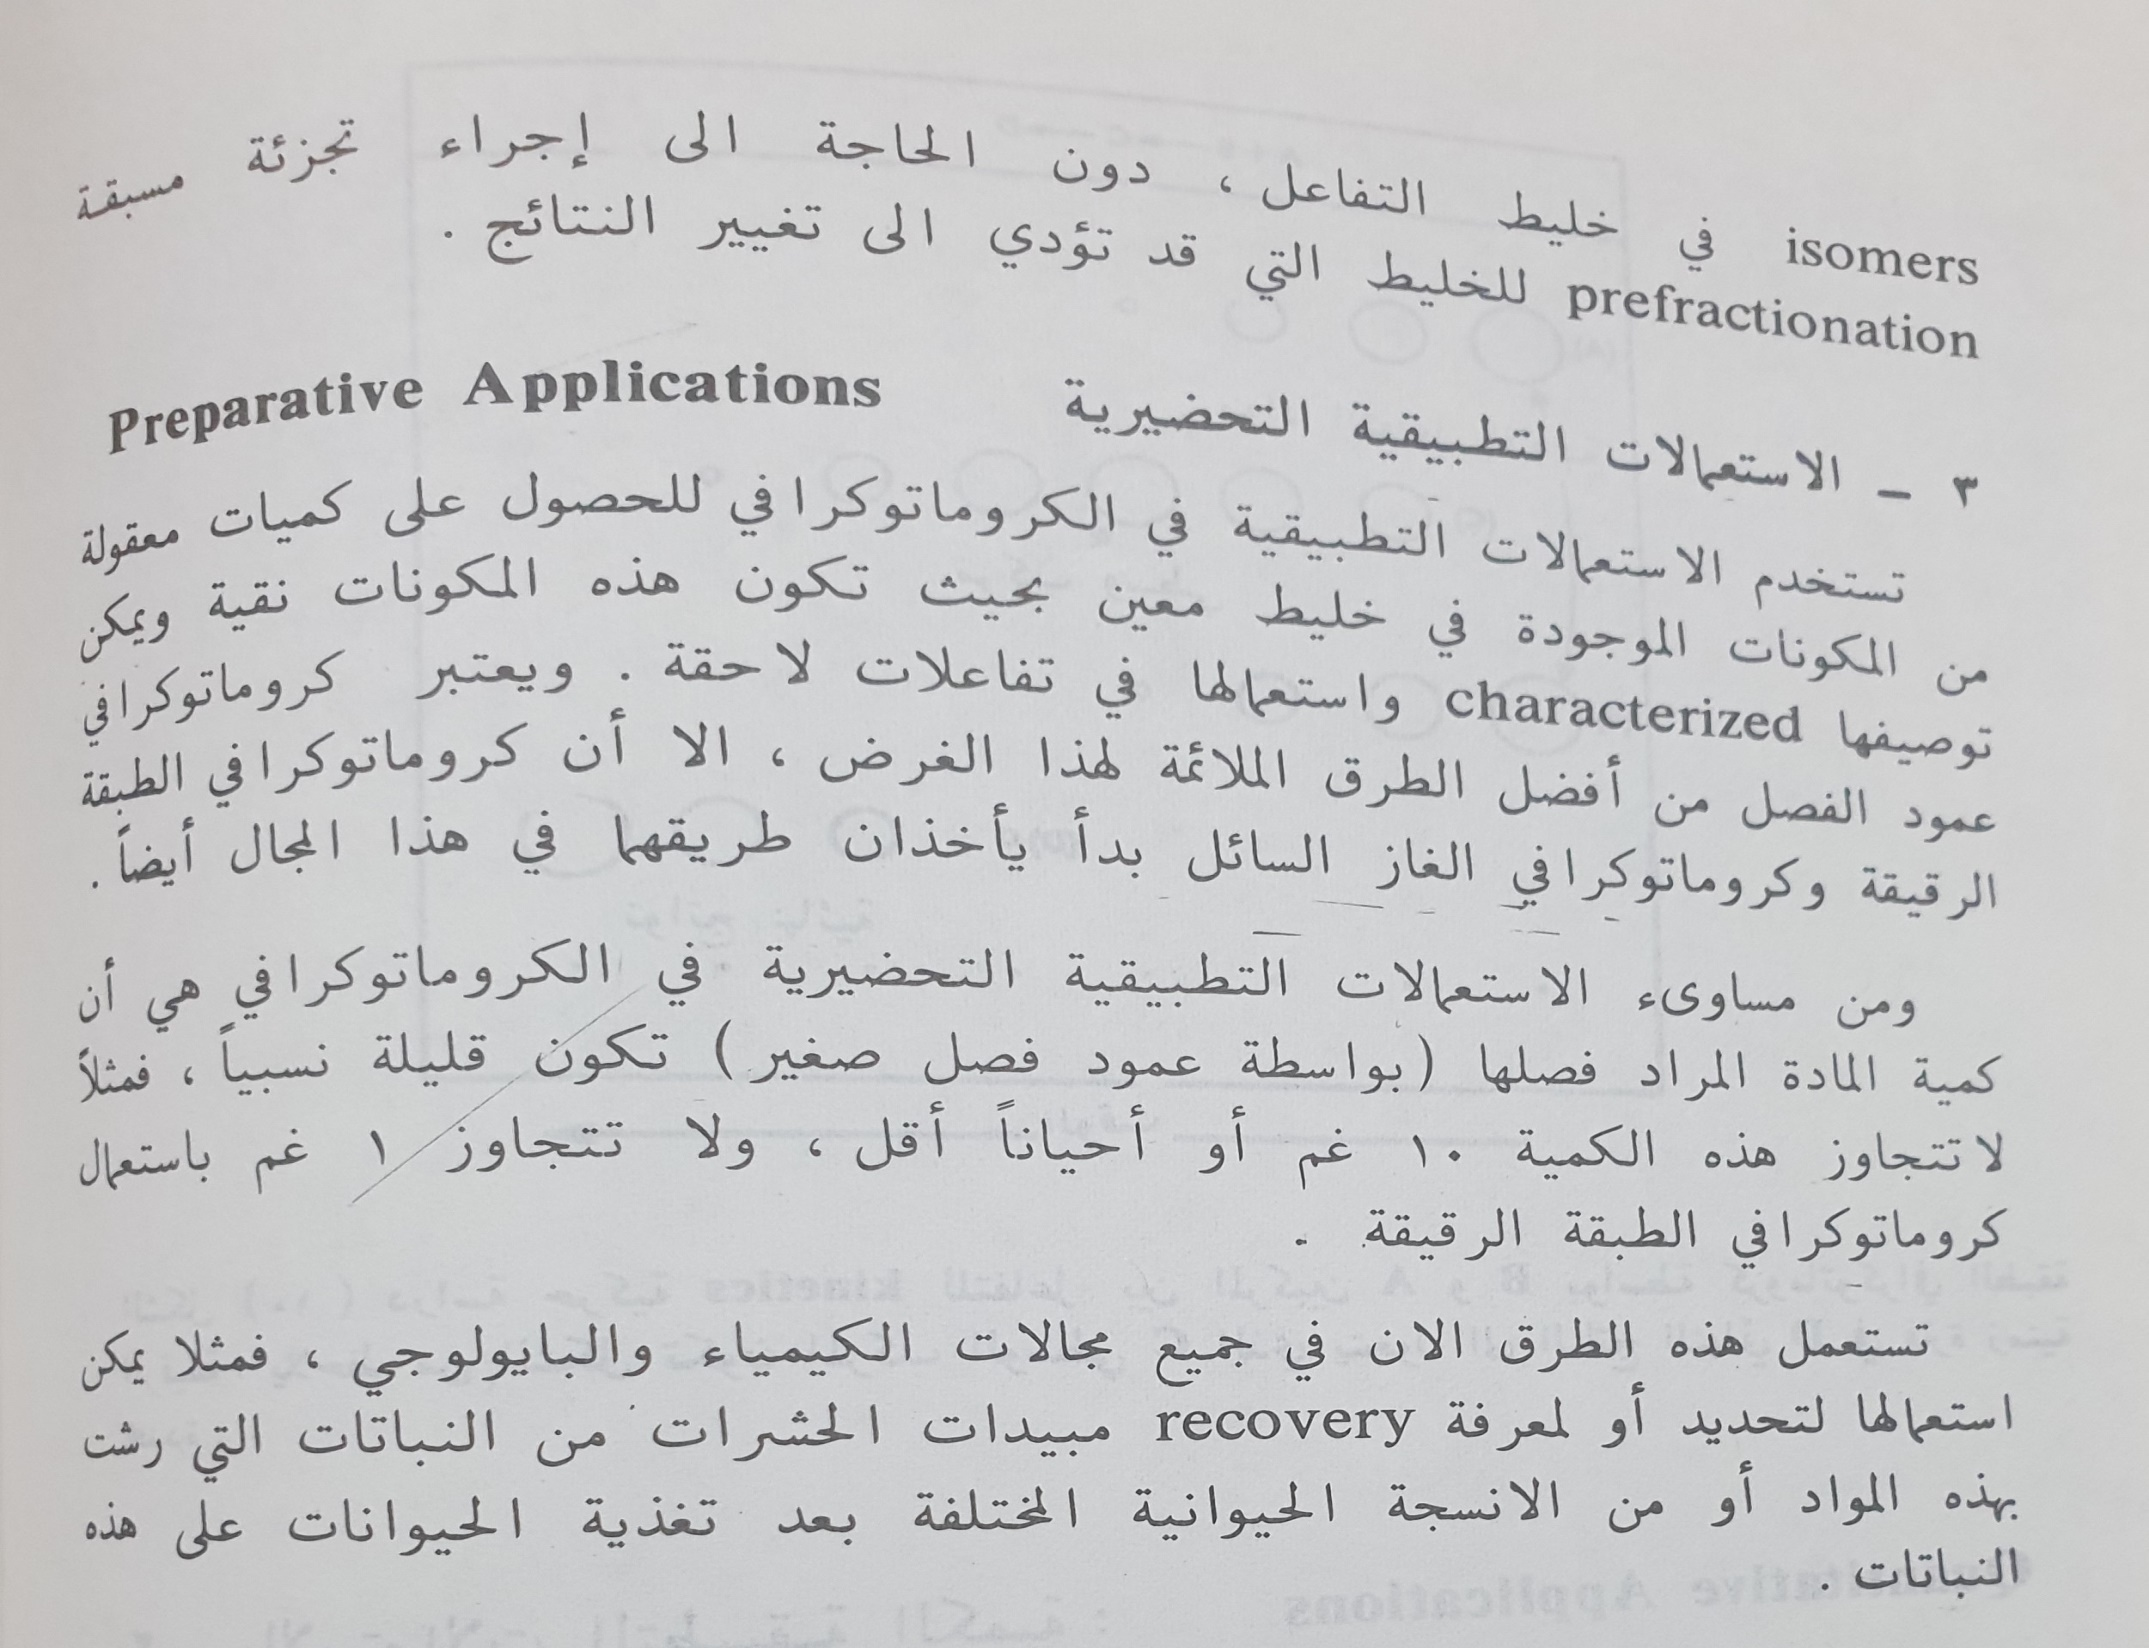 isomers في خليط التفاعل، دون الحاجة الى إجراء تجزئة مسبقة
prefractionation للخليط التي قد تؤدي الى تغيير النتائج .
٣ - الاستعمالات التطبيقية التحضيرية Preparative Applications
تستخدم الاستعمالات التطبيقية في الكروماتوكرافي للحصول على كميات معقولة
من المكونات الموجودة في خليط معين بحيث تكون هذه المكونات نقية ويمكن
توصيفها characterized واستعمالها في تفاعلات لاحقة . ويعتبر كروماتوكرافي
عمود الفصل من أفضل الطرق الملائمة لهذا الغرض ، الا أن كروماتوكرافي الطبقة
الرقيقة وكروماتوكرافي الغاز السائل بدأ يأخذان طريقهما في هذا المجال أيضاً .
ومن مساوىء الاستعمالات التطبيقية التحضيرية في الكروماتوكرافي هي أن
كمية المادة المراد فصلها (بواسطة عمود فصل صغير) تكون قليلة نسبياً ، فمثلاً
لاتتجاوز هذه الكمية ١٠ غم أو أحياناً أقل ، ولا تتجاوز ١ غم باستعمال
كروماتوكرافي الطبقة الرقيقة .
تستعمل هذه الطرق الان في جميع مجالات الكيمياء والبايولوجي ، فمثلا يمكن
استعمالها لتحديد أو لمعرفة recovery مبيدات الحشرات من النباتات التي رشت
بهذه المواد أو من الانسجة الحيوانية المختلفة بعد تغذية الحيوانات على هذه
النباتات .